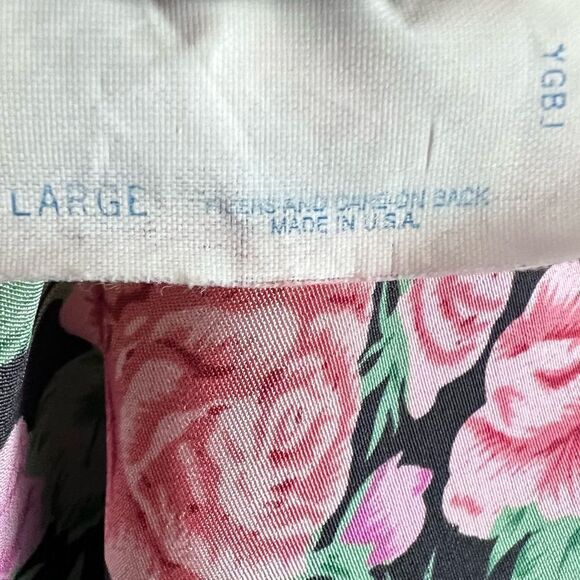 LARGE
FIBERS AND CARE ON BACK
MADE IN U.S.A.
YGBJ